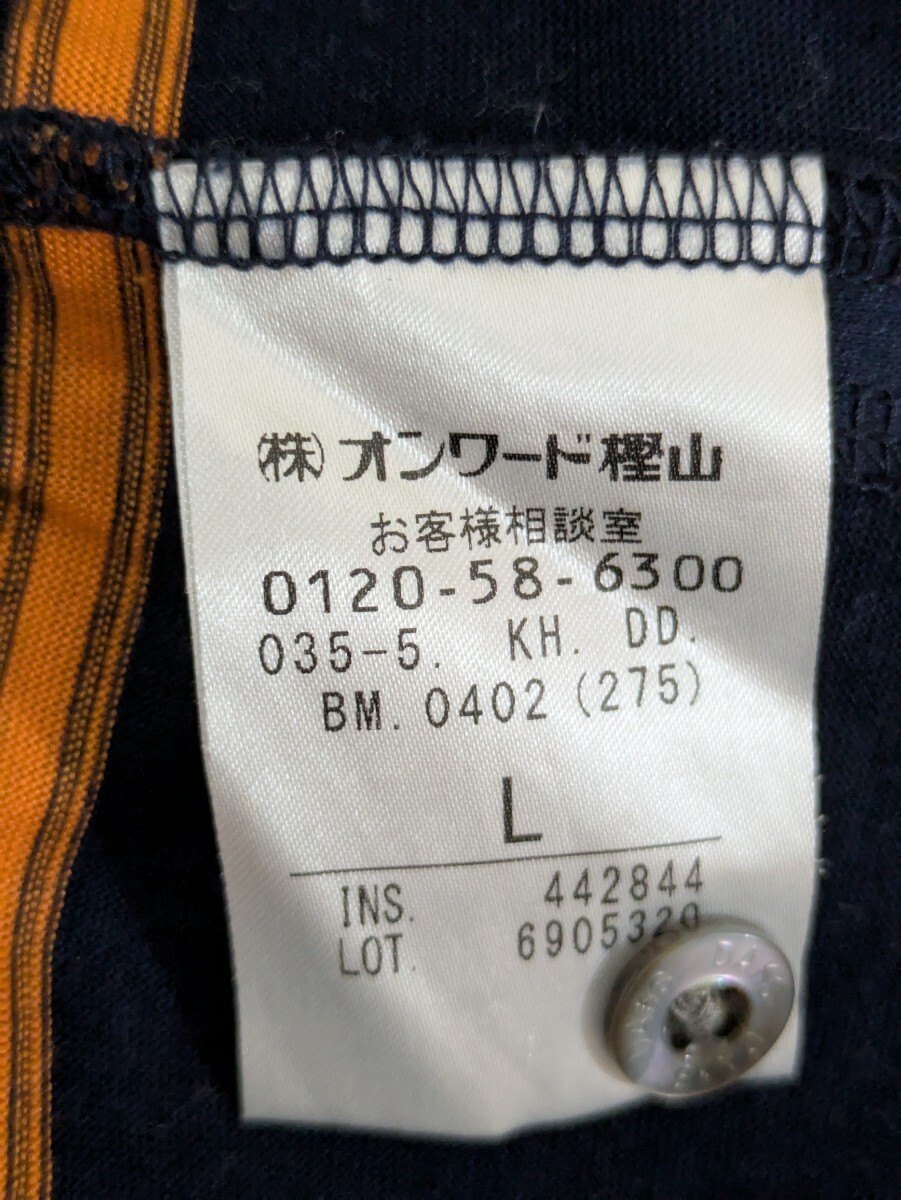 (株)オンワード樫山
お客様相談室
0120-58-6300
035-5. KH. DD.
BM. 0402 (275)
L
INS. 442844
LOT. 6905320